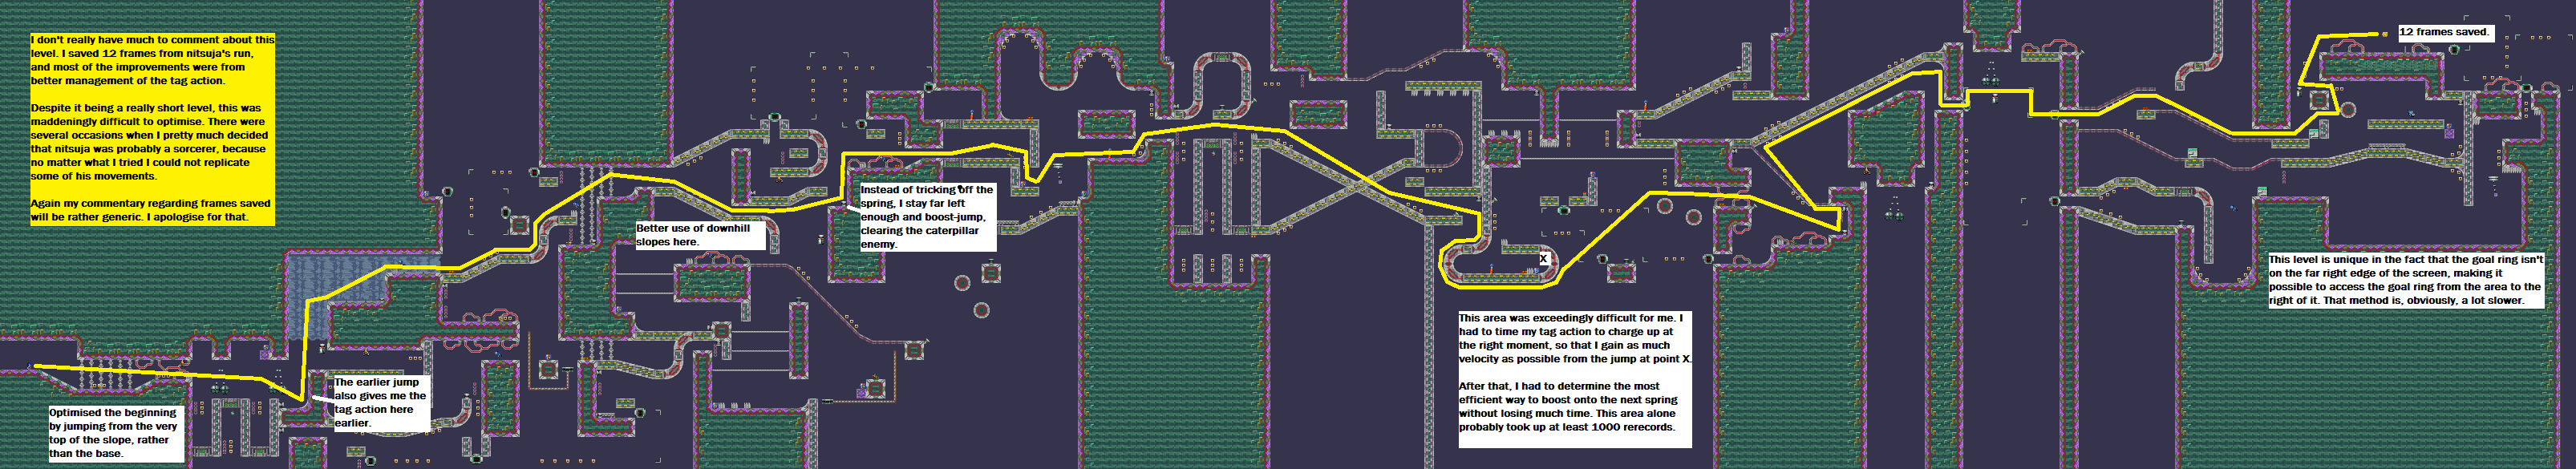 I don't really have much to comment about this
level. I saved 12 frames from nitsuja's run,
and most of the improvements were from
better management of the tag action.
Despite it being a really short level, this was
maddeningly difficult to optimise. There were
several occasions when I pretty much decided
that nitsuja was probably a sorcerer, because
no matter what I tried I could not replicate
some of his movements.
Again my commentary regarding frames saved
will be rather generic. I apologise for that.
Optimised the beginning
by jumping from the very
top of the slope, rather
than the base.
The earlier jump
also gives me the
tag action here
earlier.
Better use of downhill
slopes here.
Instead of tricking off the
spring, I stay far left
enough and boost-jump,
clearing the caterpillar
enemy.
X
This area was exceedingly difficult for me. I
had to time my tag action to charge up at
the right moment, so that I gain as much
velocity as possible from the jump at point X.
After that, I had to determine the most
efficient way to boost onto the next spring
without losing much time. This area alone
probably took up at least 1000 rerecords.
12 frames saved.
This level is unique in the fact that the goal ring isn't
on the far right edge of the screen, making it
possible to access the goal ring from the area to the
right of it. That method is, obviously, a lot slower.